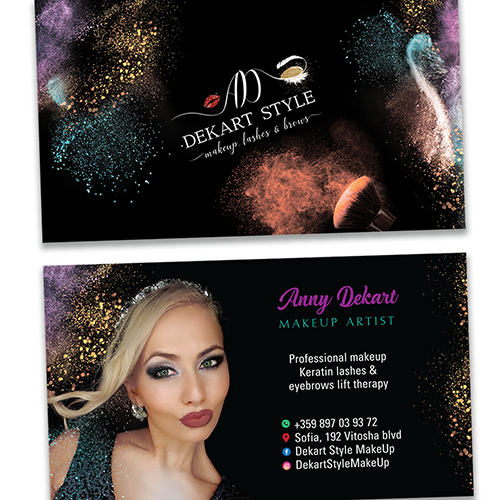 AD
DEKART STYLE
makeup, lashes & brows
Anny Dekart
MAKEUP ARTIST
Professional makeup
Keratin lashes &
eyebrows lift therapy
+359 897 03 93 72
Sofia, 192 Vitosha blvd
Dekart Style MakeUp
DekartStyleMakeUp